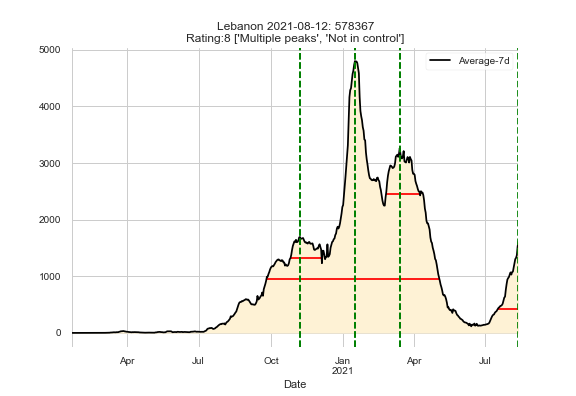 Lebanon 2021-08-12: 578367
Rating:8 ['Multiple peaks', 'Not in control']
Average-7d
5000
4000
3000
2000
1000
0
Apr
Jul
Oct
Jan
2021
Apr
Jul
Date